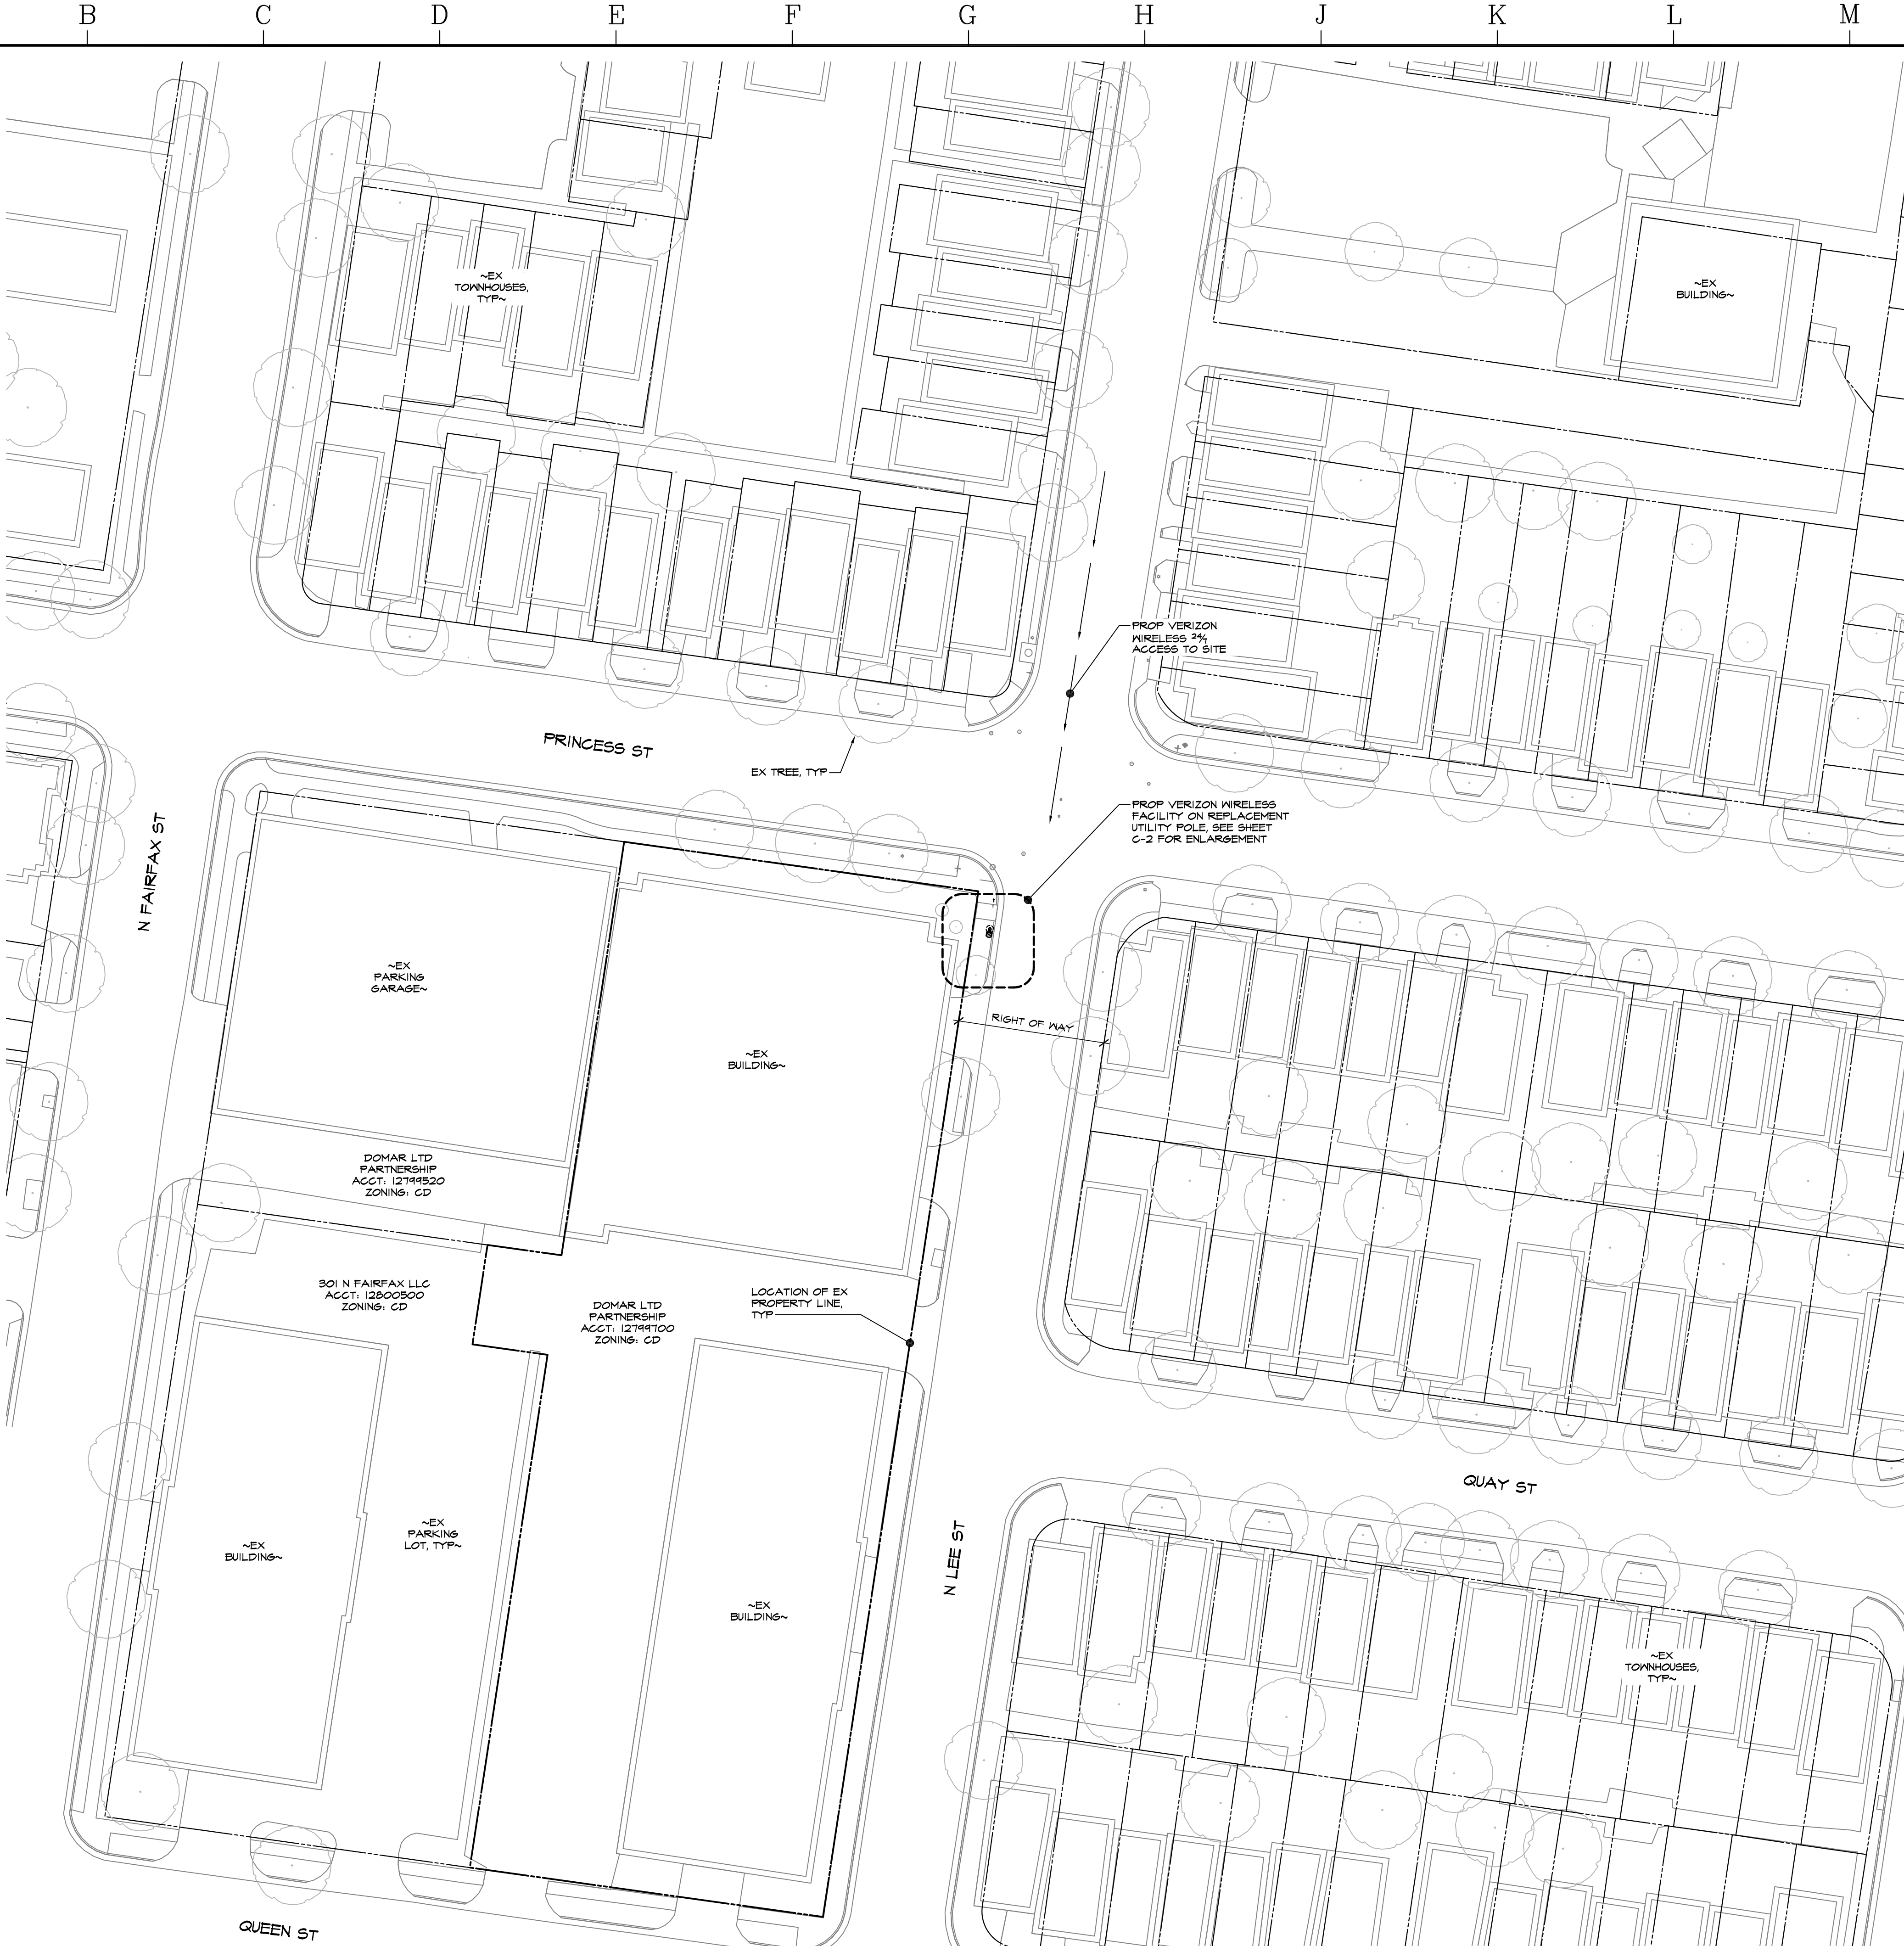 B C D E F G H J K L M
~EX
TOWNHOUSES,
TYP~
~EX
BUILDING~
PROP VERIZON
WIRELESS 24/7
ACCESS TO SITE
PRINCESS ST
EX TREE, TYP
PROP VERIZON WIRELESS
FACILITY ON REPLACEMENT
UTILITY POLE, SEE SHEET
C-2 FOR ENLARGEMENT
N FAIRFAX ST
~EX
PARKING
GARAGE~
~EX
BUILDING~
RIGHT OF WAY
DOMAR LTD
PARTNERSHIP
ACCT: 12799520
ZONING: CD
301 N FAIRFAX LLC
ACCT: 12800500
ZONING: CD
DOMAR LTD
PARTNERSHIP
ACCT: 12799700
ZONING: CD
LOCATION OF EX
PROPERTY LINE,
TYP
QUAY ST
~EX
BUILDING~
~EX
PARKING
LOT, TYP~
N LEE ST
~EX
BUILDING~
~EX
TOWNHOUSES,
TYP~
QUEEN ST